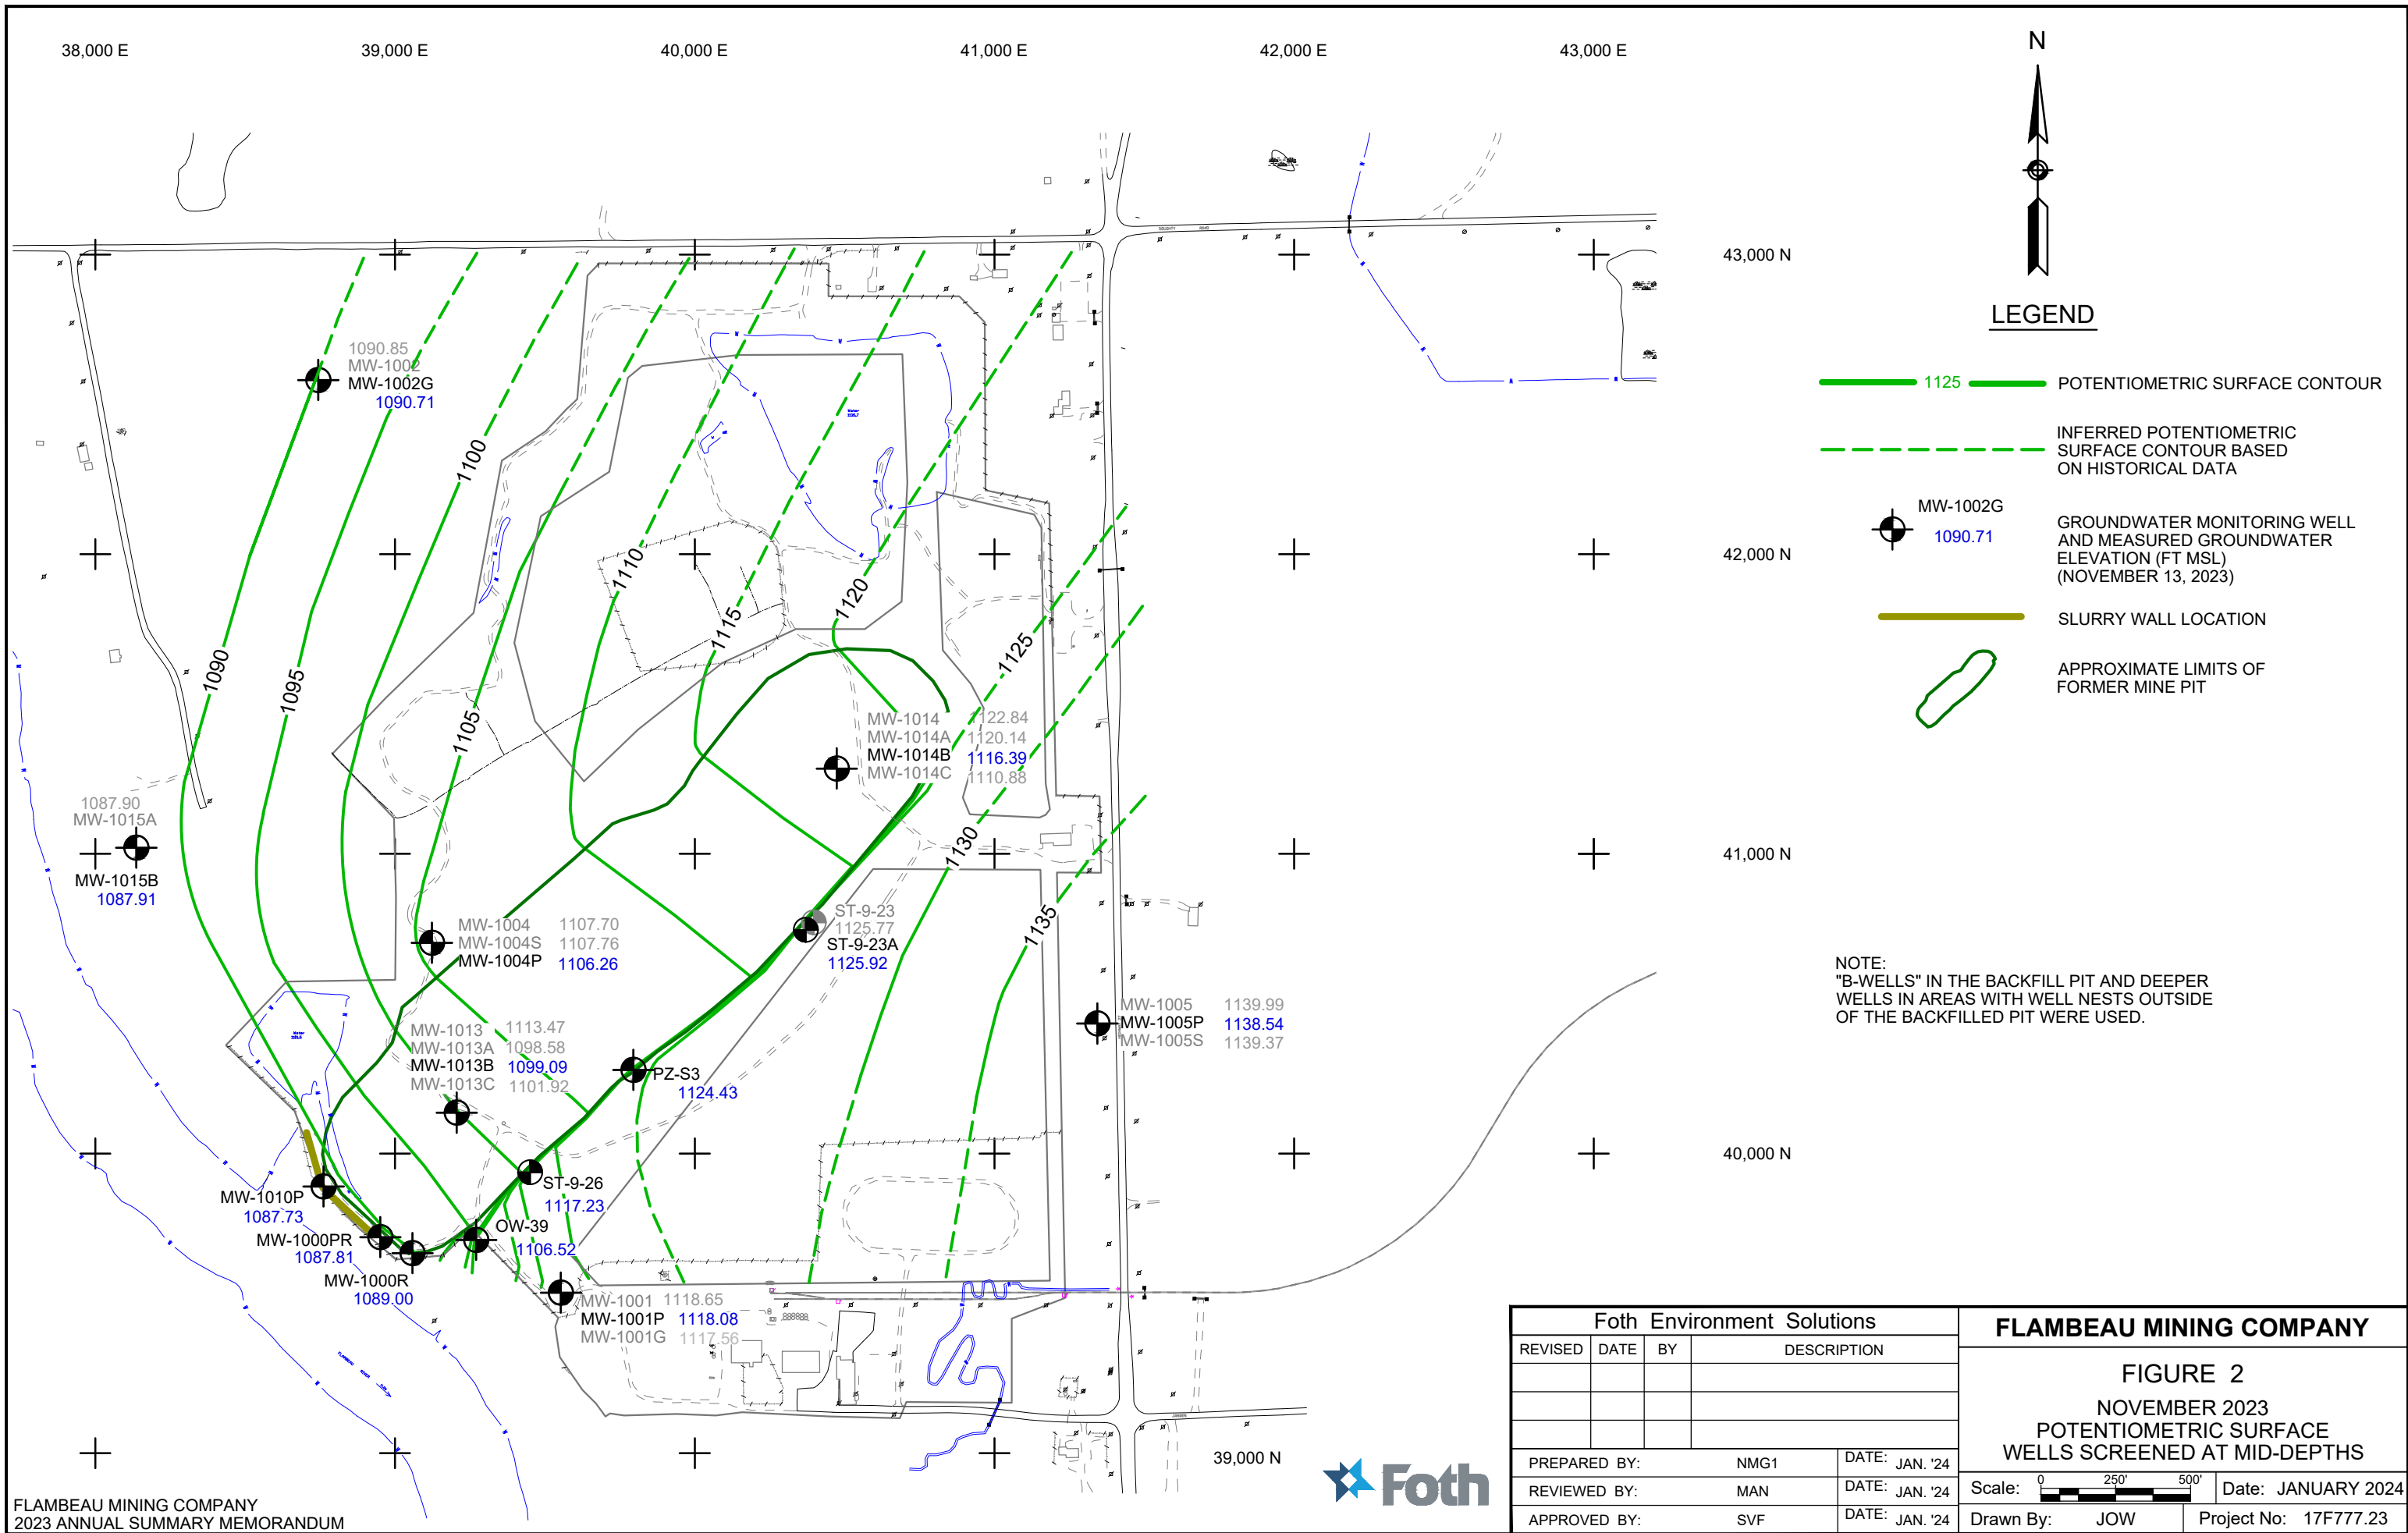 38,000 E
39,000 E
40,000 E
41,000 E
42,000 E
43,000 E
N
43,000 N
42,000 N
41,000 N
40,000 N
39,000 N
LEGEND
1125
POTENTIOMETRIC SURFACE CONTOUR
INFERRED POTENTIOMETRIC
SURFACE CONTOUR BASED
ON HISTORICAL DATA
MW-1002G
1090.71
GROUNDWATER MONITORING WELL
AND MEASURED GROUNDWATER
ELEVATION (FT MSL)
(NOVEMBER 13, 2023)
SLURRY WALL LOCATION
APPROXIMATE LIMITS OF
FORMER MINE PIT
NOTE:
"B-WELLS" IN THE BACKFILL PIT AND DEEPER
WELLS IN AREAS WITH WELL NESTS OUTSIDE
OF THE BACKFILLED PIT WERE USED.
1090.85
MW-1002
MW-1002G
1090.71
1090
1095
1100
1105
1110
1115
1120
1125
1130
1135
MW-1014 1122.84
MW-1014A 1120.14
MW-1014B 1116.39
MW-1014C 1110.88
1087.90
MW-1015A
MW-1015B
1087.91
MW-1004 1107.70
MW-1004S 1107.76
MW-1004P 1106.26
ST-9-23
1125.77
ST-9-23A
1125.92
MW-1005 1139.99
MW-1005P 1138.54
MW-1005S 1139.37
MW-1013 1113.47
MW-1013A 1098.58
MW-1013B 1099.09
MW-1013C 1101.92
PZ-S3
1124.43
ST-9-26
1117.23
MW-1010P
1087.73
OW-39
1106.52
MW-1000PR
1087.81
MW-1000R
1089.00
MW-1001 1118.65
MW-1001P 1118.08
MW-1001G 1117.56
FLAMBEAU RIVER
FLAMBEAU MINING COMPANY
2023 ANNUAL SUMMARY MEMORANDUM
Foth
Foth Environment Solutions
REVISED DATE BY DESCRIPTION
PREPARED BY: NMG1 DATE: JAN. '24
REVIEWED BY: MAN DATE: JAN. '24
APPROVED BY: SVF DATE: JAN. '24
FLAMBEAU MINING COMPANY
FIGURE 2
NOVEMBER 2023
POTENTIOMETRIC SURFACE
WELLS SCREENED AT MID-DEPTHS
Scale: 0 250' 500' Date: JANUARY 2024
Drawn By: JOW Project No: 17F777.23